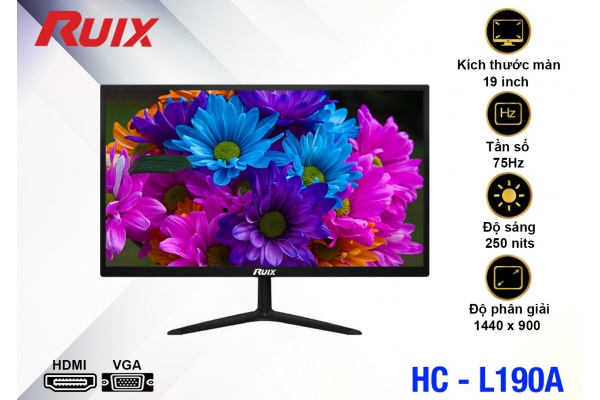 RUIX
Kích thước màn
19 inch
Hz
Tần số
75Hz
Độ sáng
250 nits
Độ phân giải
1440 x 900
RUIX
HDMI
VGA
HC - L190A